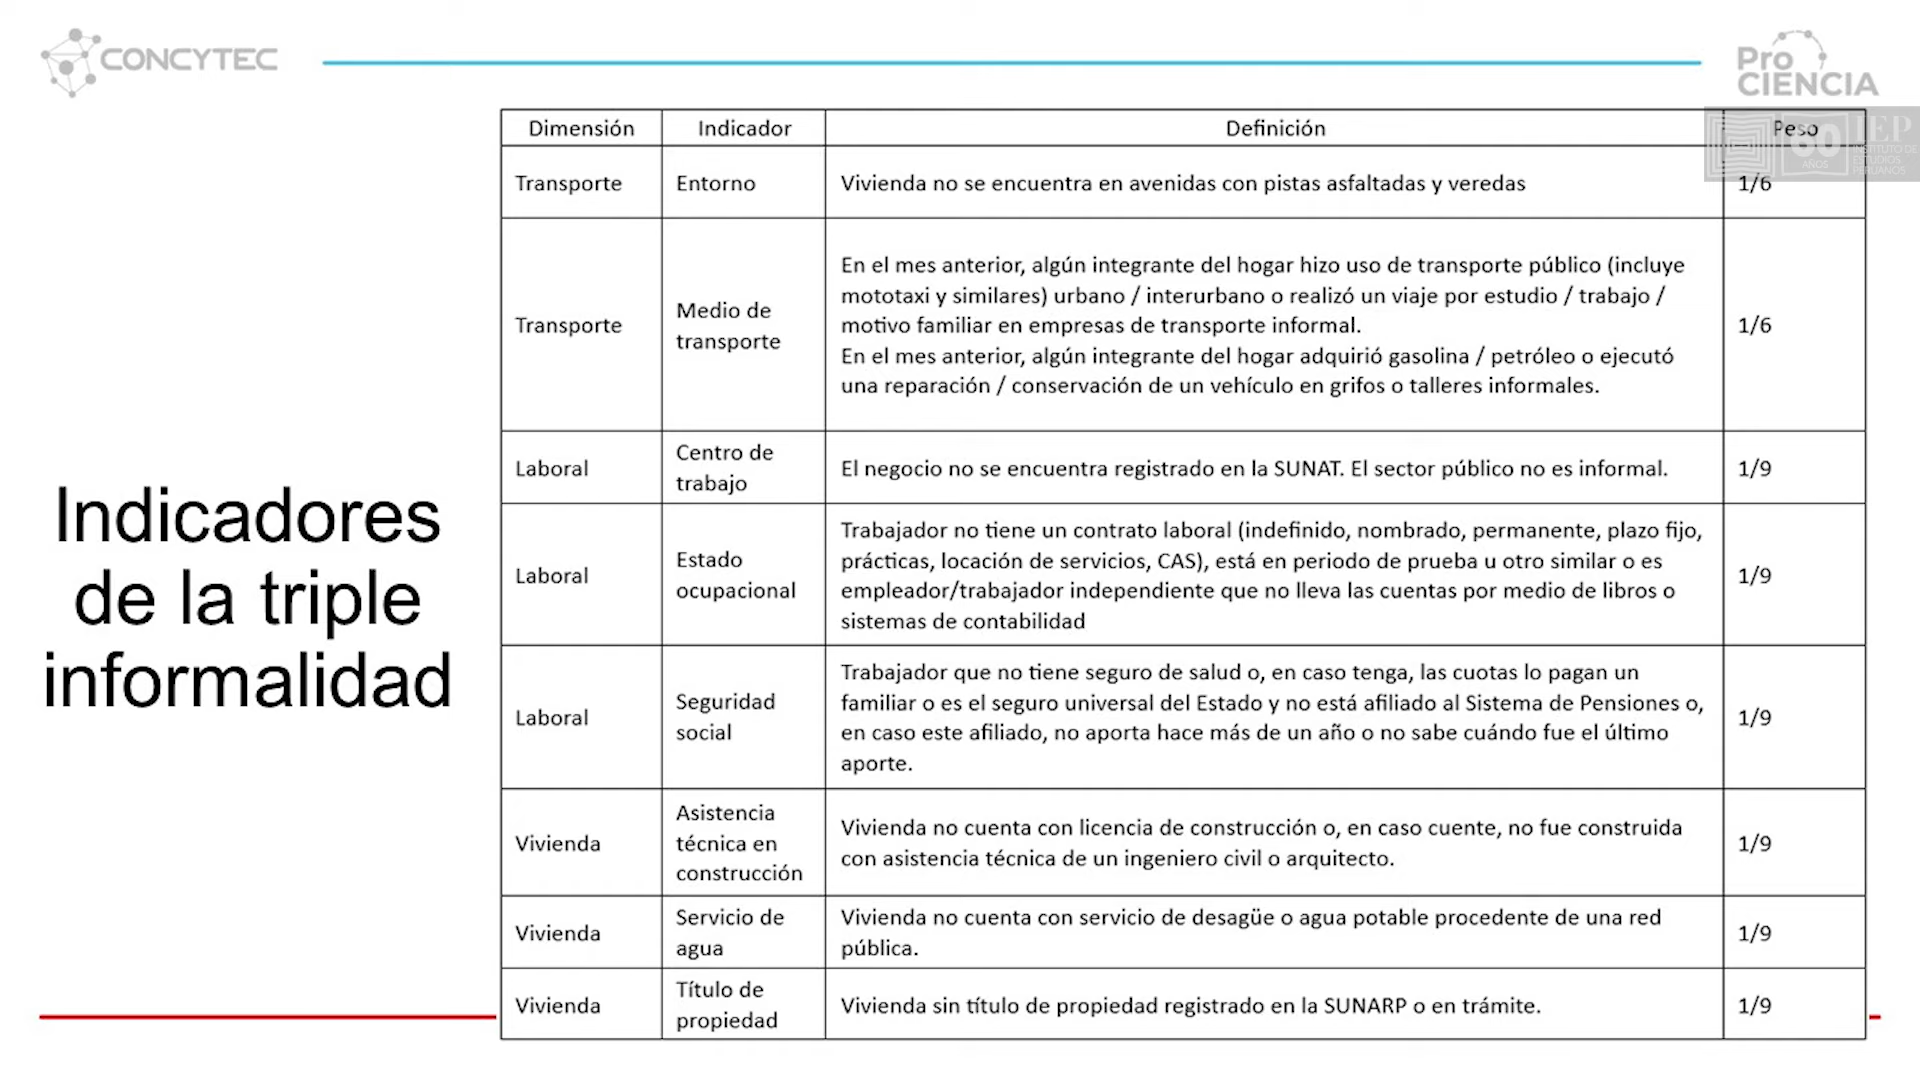 CONCYTEC
Pro
CIENCIA
IEP
60
AÑOS
INSTITUTO DE
ESTUDIOS
PERUANOS
Indicadores
de la triple
informalidad
Dimensión Indicador Definición Peso
Transporte Entorno Vivienda no se encuentra en avenidas con pistas asfaltadas y veredas 1/6
Transporte
Medio de
transporte
En el mes anterior, algún integrante del hogar hizo uso de transporte público (incluye
mototaxi y similares) urbano / interurbano o realizó un viaje por estudio / trabajo /
motivo familiar en empresas de transporte informal.
En el mes anterior, algún integrante del hogar adquirió gasolina / petróleo o ejecutó
una reparación / conservación de un vehículo en grifos o talleres informales.
1/6
Laboral
Centro de
trabajo
El negocio no se encuentra registrado en la SUNAT. El sector público no es informal.
1/9
Laboral
Estado
ocupacional
Trabajador no tiene un contrato laboral (indefinido, nombrado, permanente, plazo fijo,
prácticas, locación de servicios, CAS), está en periodo de prueba u otro similar o es
empleador/trabajador independiente que no lleva las cuentas por medio de libros o
sistemas de contabilidad
1/9
Laboral
Seguridad
social
Trabajador que no tiene seguro de salud o, en caso tenga, las cuotas lo pagan un
familiar o es el seguro universal del Estado y no está afiliado al Sistema de Pensiones o,
en caso este afiliado, no aporta hace más de un año o no sabe cuándo fue el último
aporte.
1/9
Vivienda
Asistencia
técnica en
construcción
Vivienda no cuenta con licencia de construcción o, en caso cuente, no fue construida
con asistencia técnica de un ingeniero civil o arquitecto.
1/9
Vivienda
Servicio de
agua
Vivienda no cuenta con servicio de desagüe o agua potable procedente de una red
pública.
1/9
Vivienda
Título de
propiedad
Vivienda sin título de propiedad registrado en la SUNARP o en trámite.
1/9